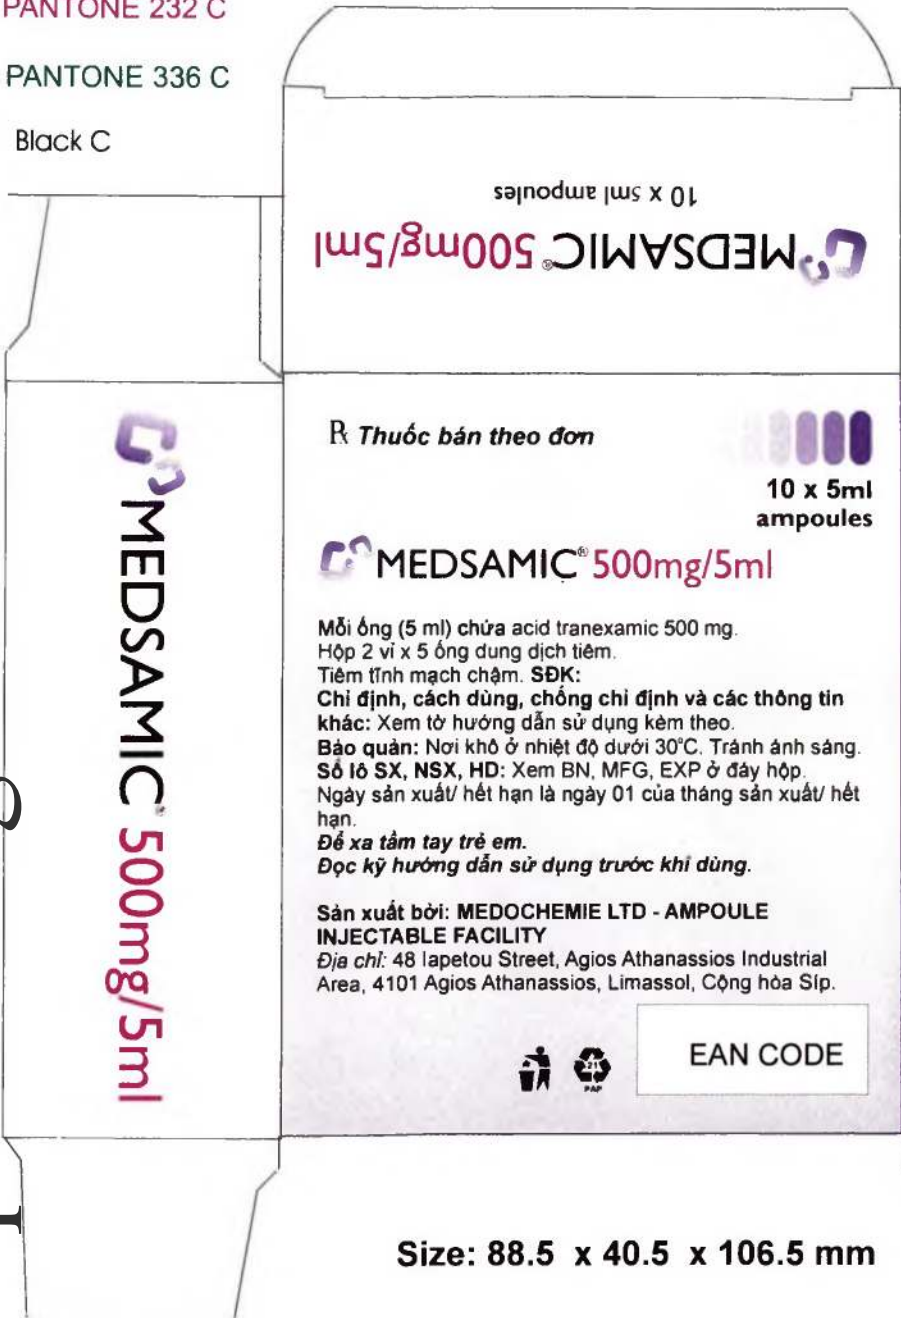 PANTONE 232 C
PANTONE 336 C
Black C
10 x 5ml ampoules
MEDSAMIC® 500mg/5ml
MEDSAMIC® 500mg/5ml
℞ Thuốc bán theo đơn
10 x 5ml
ampoules
MEDSAMIC® 500mg/5ml
Mỗi ống (5 ml) chứa acid tranexamic 500 mg.
Hộp 2 vỉ x 5 ống dung dịch tiêm.
Tiêm tĩnh mạch chậm. SĐK:
Chỉ định, cách dùng, chống chỉ định và các thông tin
khác: Xem tờ hướng dẫn sử dụng kèm theo.
Bảo quản: Nơi khô ở nhiệt độ dưới 30°C. Tránh ánh sáng.
Số lô SX, NSX, HD: Xem BN, MFG, EXP ở đáy hộp.
Ngày sản xuất/ hết hạn là ngày 01 của tháng sản xuất/ hết
hạn.
Để xa tầm tay trẻ em.
Đọc kỹ hướng dẫn sử dụng trước khi dùng.
Sản xuất bởi: MEDOCHEMIE LTD - AMPOULE
INJECTABLE FACILITY
Địa chỉ: 48 Iapetou Street, Agios Athanassios Industrial
Area, 4101 Agios Athanassios, Limassol, Cộng hòa Síp.
21
PAP
EAN CODE
Size: 88.5 x 40.5 x 106.5 mm